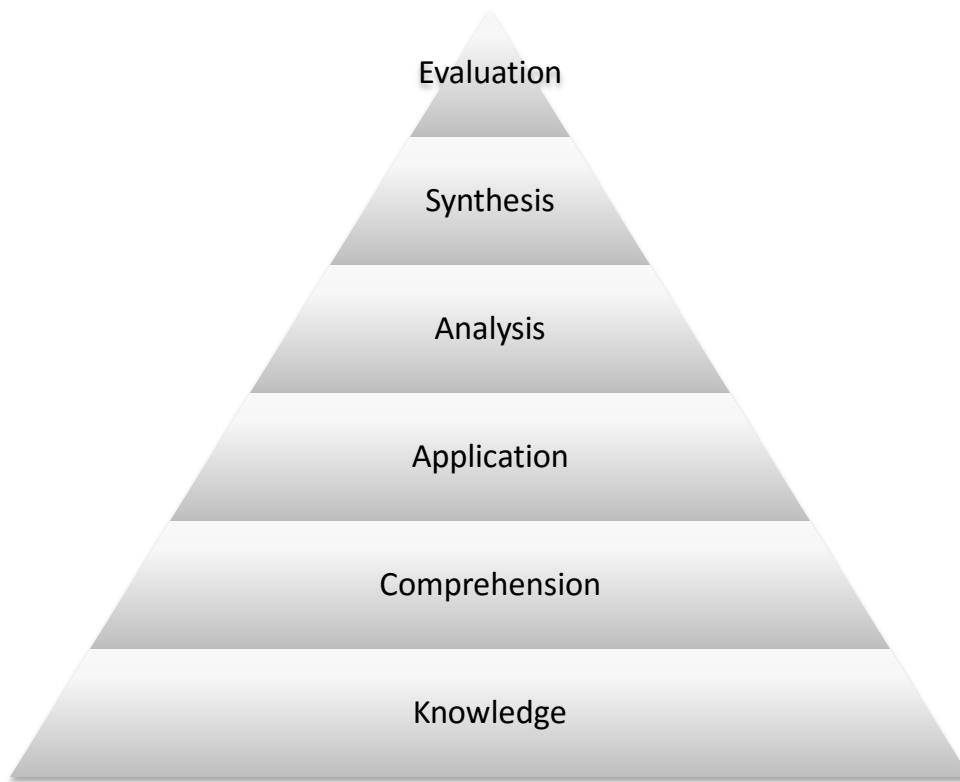 Evaluation
Synthesis
Analysis
Application
Comprehension
Knowledge